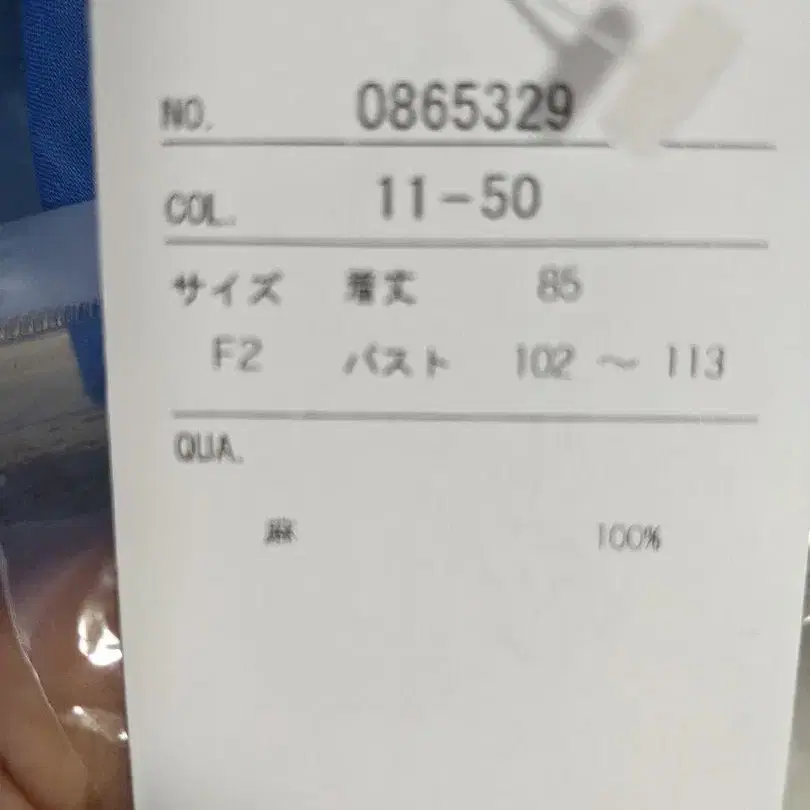 NO. 0865329
COL. 11-50
サイズ 着丈 85
F2 バスト 102 ～ 113
QUA.
麻 100%